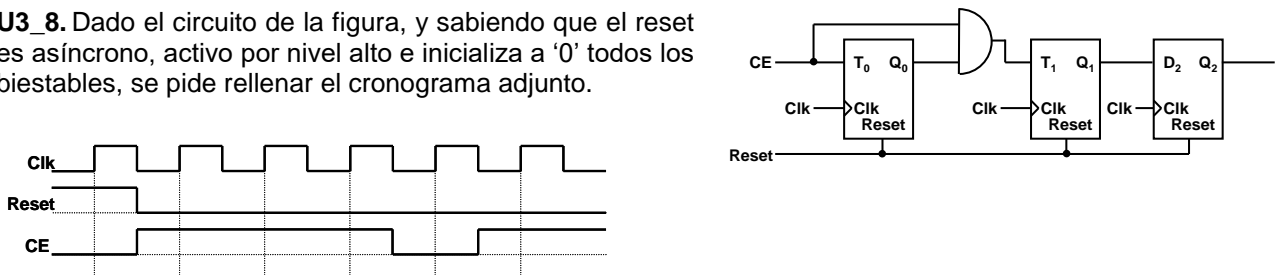 U3_8. Dado el circuito de la figura, y sabiendo que el reset
es asíncrono, activo por nivel alto e inicializa a ‘0’ todos los
biestables, se pide rellenar el cronograma adjunto.
CE T0 Q0 T1 Q1 D2 Q2
Clk Clk Clk Clk Clk Clk
Reset Reset Reset
Reset
Clk
Reset
CE